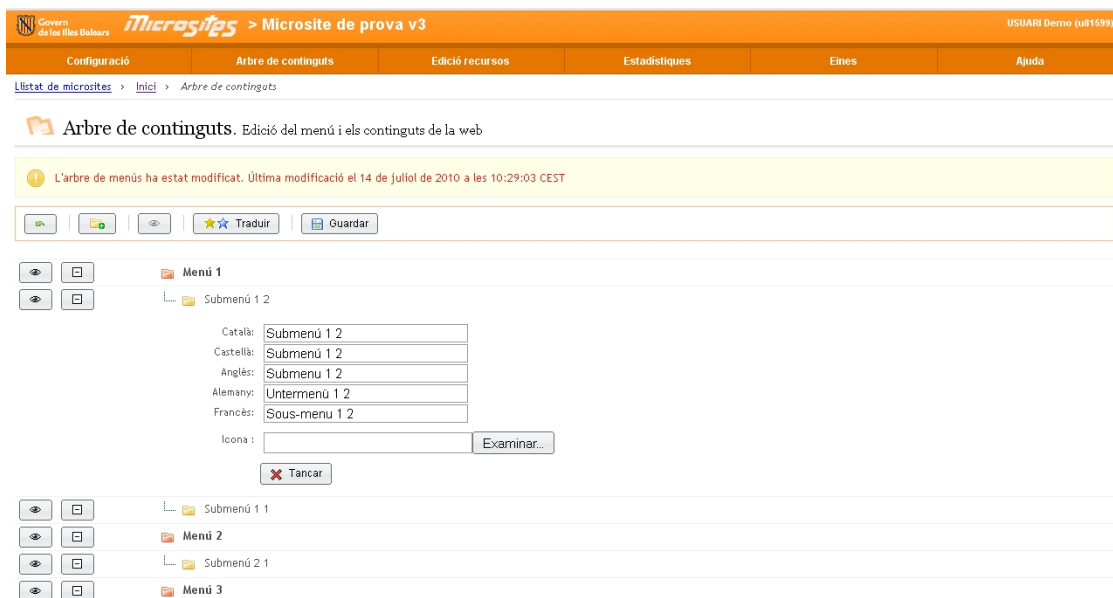 Govern
de les Illes Balears
Microsites > Microsite de prova v3
USUARI Demo (u81599)
Configuració Arbre de continguts Edició recursos Estadístiques Eines Ajuda
Llistat de microsites > Inici > Arbre de continguts
Arbre de continguts. Edició del menú i els continguts de la web
L'arbre de menús ha estat modificat. Última modificació el 14 de juliol de 2010 a les 10:29:03 CEST
Traduir Guardar
Menú 1
Submenú 1 2
Català: Submenú 1 2
Castellà: Submenú 1 2
Anglès: Submenu 1 2
Alemany: Untermenü 1 2
Francès: Sous-menu 1 2
Icona : Examinar...
Tancar
Submenú 1 1
Menú 2
Submenú 2 1
Menú 3